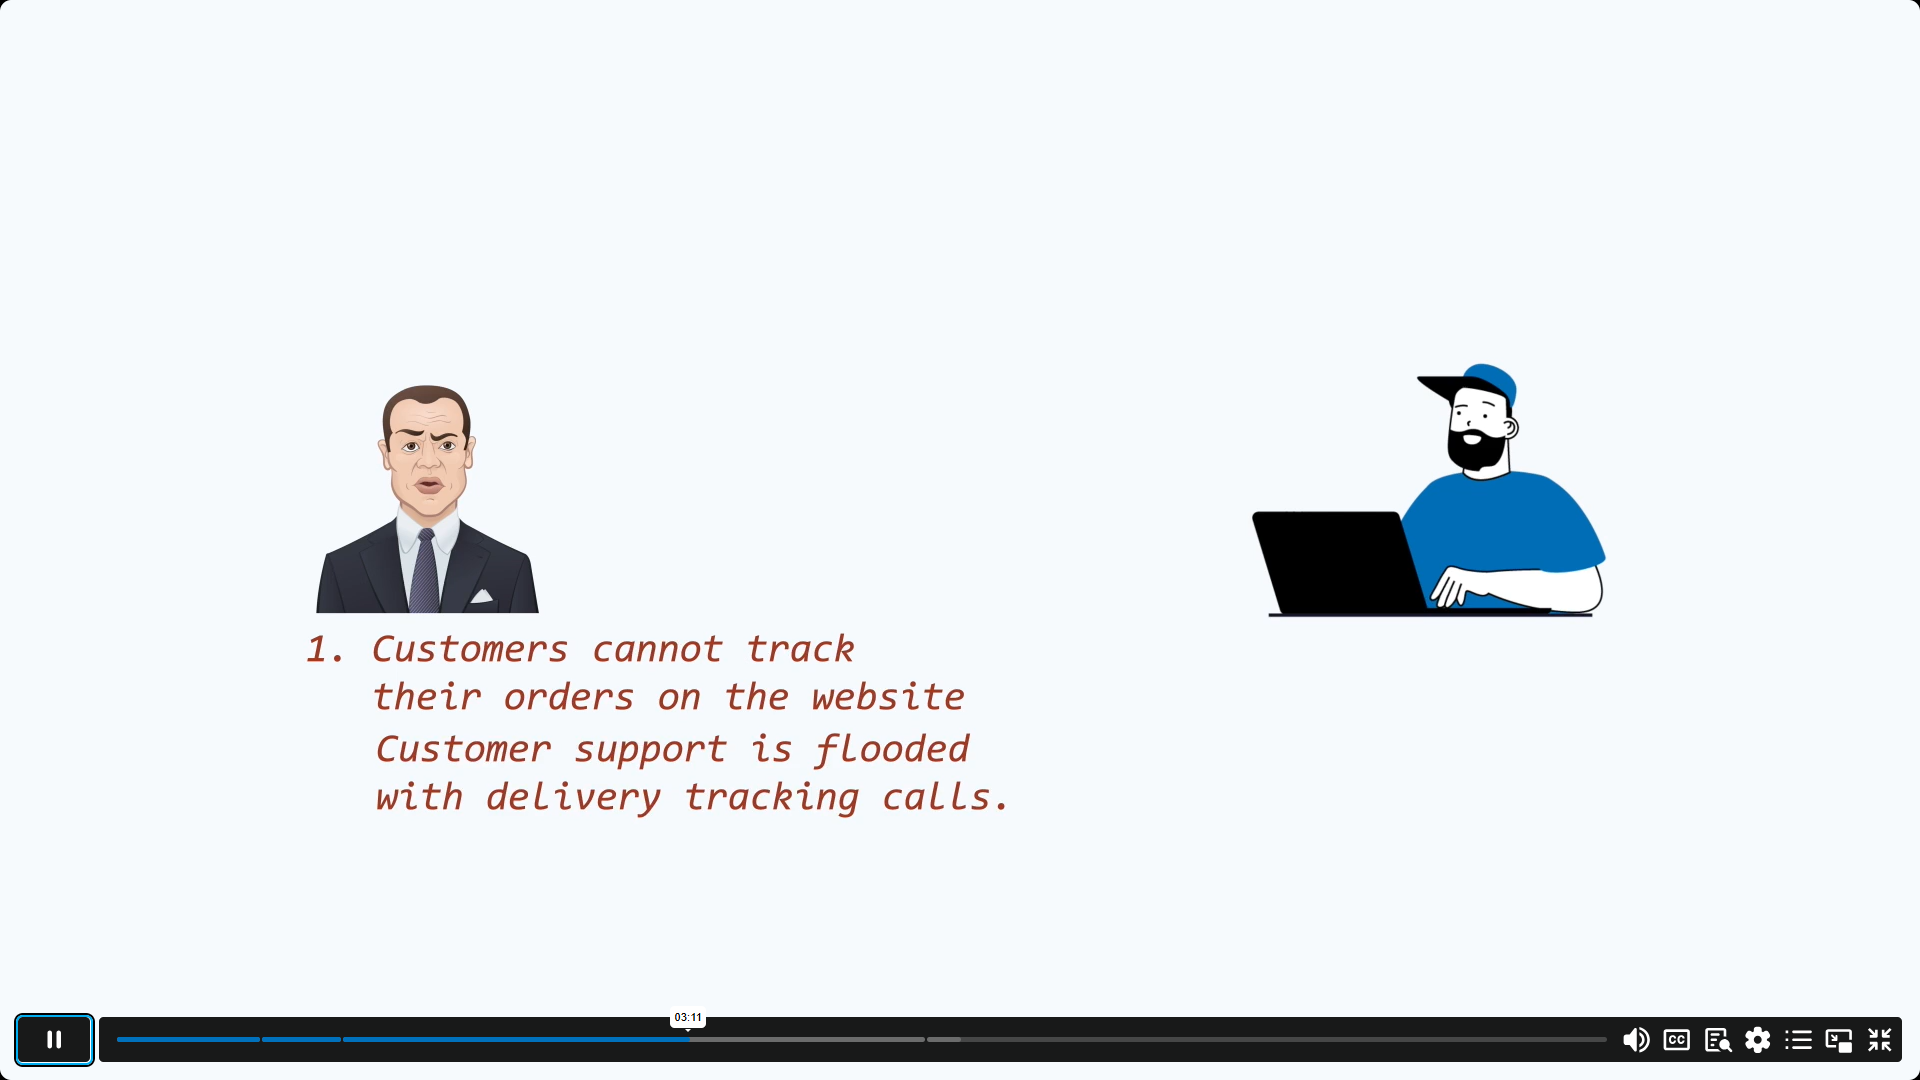 1. Customers cannot track
their orders on the website
Customer support is flooded
with delivery tracking calls.
03:11
CC